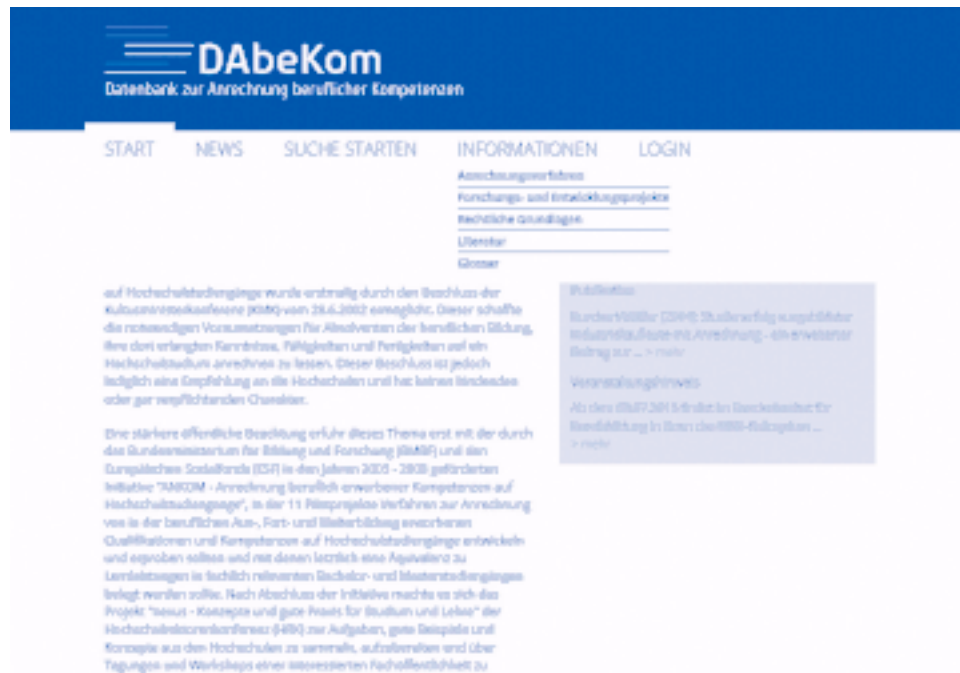 DAbeKom
Datenbank zur Anrechnung beruflicher Kompetenzen
START NEWS SUCHE STARTEN INFORMATIONEN LOGIN
Anrechnungsverfahren
Forschungs- und Entwicklungsprojekte
Rechtliche Grundlagen
Literatur
Glossar
auf Hochschulstudiengänge wurde erstmalig durch den Beschluss der
Kultusministerkonferenz (KMK) vom 28.6.2002 ermöglicht. Dieser schaffte
die notwendigen Voraussetzungen für Absolventen der beruflichen Bildung,
ihre dort erlangten Kenntnisse, Fähigkeiten und Fertigkeiten auf ein
Hochschulstudium anrechnen zu lassen. Dieser Beschluss ist jedoch
lediglich eine Empfehlung an die Hochschulen und hat keinen bindenden
oder gar verpflichtenden Charakter.
Eine stärkere öffentliche Beachtung erfuhr dieses Thema erst mit der durch
das Bundesministerium für Bildung und Forschung (BMBF) und den
Europäischen Sozialfonds (ESF) in den Jahren 2005 - 2008 geförderten
Initiative "ANKOM - Anrechnung beruflich erworbener Kompetenzen auf
Hochschulstudiengänge", in der 11 Pilotprojekte Verfahren zur Anrechnung
von in der beruflichen Aus-, Fort- und Weiterbildung erworbenen
Qualifikationen und Kompetenzen auf Hochschulstudiengänge entwickeln
und erproben sollten und mit denen letztlich eine Äquivalenz zu
Lernleistungen in fachlich relevanten Bachelor- und Masterstudiengängen
belegt werden sollte. Nach Abschluss der Initiative machte es sich das
Projekt "nexus - Konzepte und gute Praxis für Studium und Lehre" der
Hochschulrektorenkonferenz (HRK) zur Aufgaben, gute Beispiele und
Konzepte aus den Hochschulen zu sammeln, aufzubereiten und über
Tagungen und Workshops einer interessierten Fachöffentlichkeit zu
Publikation
Industriekaufleute mit Anrechnung - ein erweiterter
Beitrag zur ... > mehr
Veranstaltungshinweis
> mehr